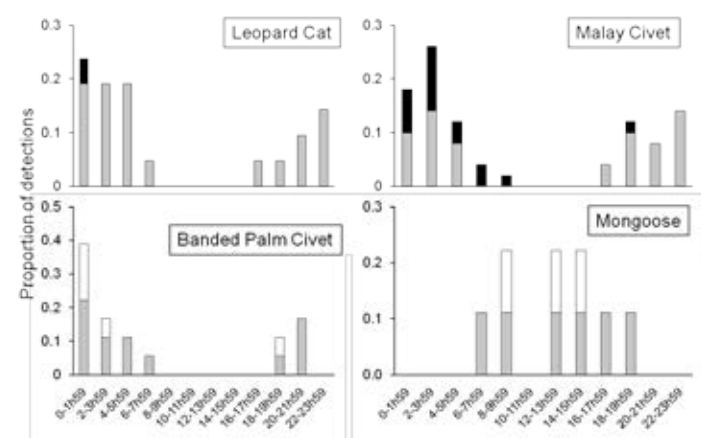 Proportion of detections
0.3
0.2
0.1
0
Leopard Cat
0.3
0.2
0.1
0
Malay Civet
0.5
0.4
0.3
0.2
0.1
0
Banded Palm Civet
0-1h59
2-3h59
4-5h59
6-7h59
8-9h59
10-11h59
12-13h59
14-15h59
16-17h59
18-19h59
20-21h59
22-23h59
0.3
0.2
0.1
0.0
Mongoose
0-1h59
2-3h59
4-5h59
6-7h59
8-9h59
10-11h59
12-13h59
14-15h59
16-17h59
18-19h59
20-21h59
22-23h59